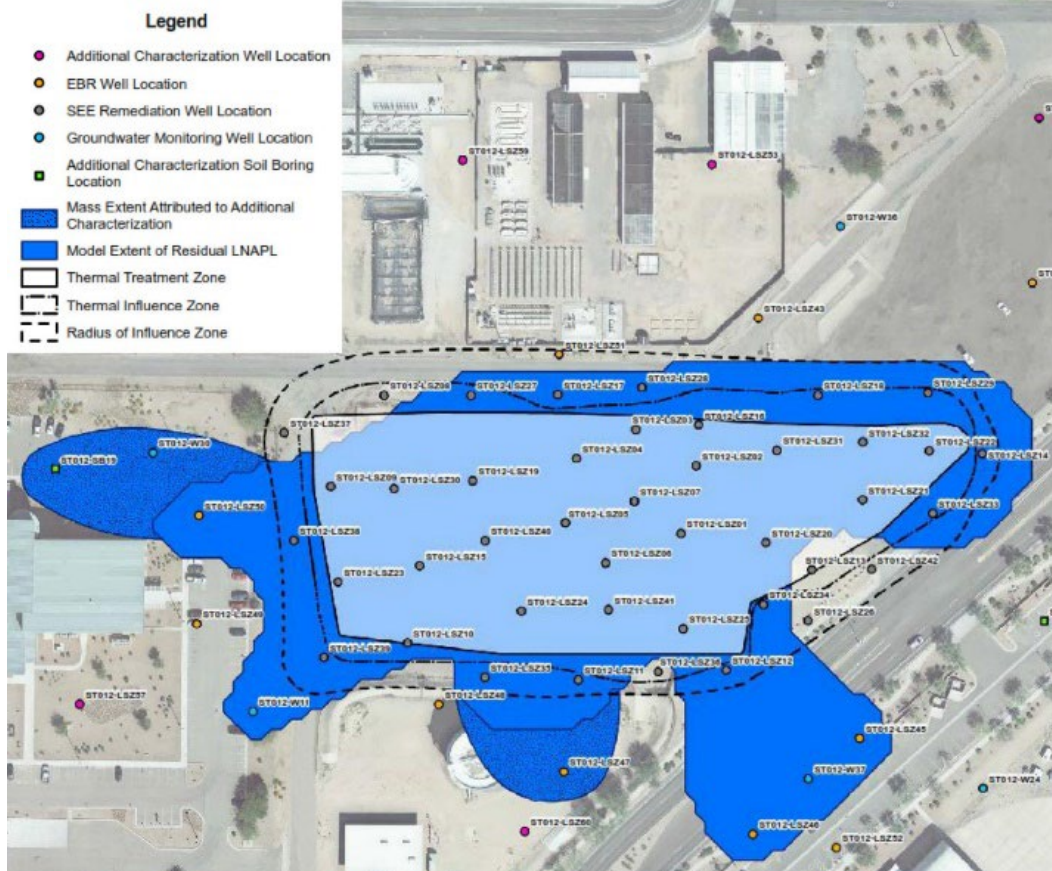 Legend
Additional Characterization Well Location
EBR Well Location
SEE Remediation Well Location
Groundwater Monitoring Well Location
Additional Characterization Soil Boring
Location
Mass Extent Attributed to Additional
Characterization
Model Extent of Residual LNAPL
Thermal Treatment Zone
Thermal Influence Zone
Radius of Influence Zone
ST012-LSZ59
ST012-LSZ53
ST012-W36
ST012-LSZ43
ST012-LSZ51
ST012-LSZ08
ST012-LSZ27
ST012-LSZ17
ST012-LSZ28
ST012-LSZ18
ST012-LSZ29
ST012-LSZ37
ST012-LSZ03
ST012-LSZ16
ST012-LSZ31
ST012-LSZ32
ST012-LSZ22
ST012-LSZ14
ST012-W30
ST012-SB19
ST012-LSZ09
ST012-LSZ30
ST012-LSZ19
ST012-LSZ04
ST012-LSZ02
ST012-LSZ07
ST012-LSZ21
ST012-LSZ33
ST012-LSZ50
ST012-LSZ38
ST012-LSZ40
ST012-LSZ05
ST012-LSZ01
ST012-LSZ20
ST012-LSZ23
ST012-LSZ15
ST012-LSZ06
ST012-LSZ13
ST012-LSZ42
ST012-LSZ49
ST012-LSZ24
ST012-LSZ41
ST012-LSZ25
ST012-LSZ34
ST012-LSZ26
ST012-LSZ39
ST012-LSZ10
ST012-LSZ35
ST012-LSZ11
ST012-LSZ36
ST012-LSZ12
ST012-LSZ57
ST012-W11
ST012-LSZ48
ST012-LSZ47
ST012-LSZ45
ST012-W37
ST012-W24
ST012-LSZ60
ST012-LSZ46
ST012-LSZ52